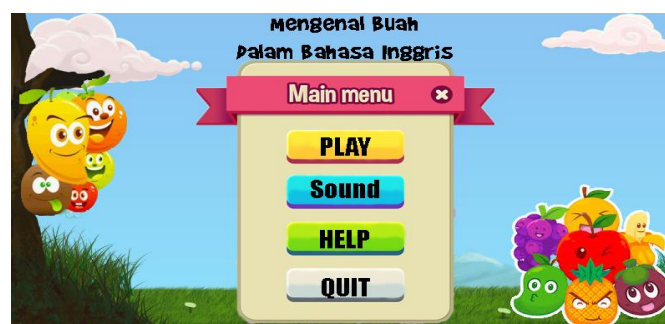 Mengenal Buah
Dalam Bahasa Inggris
Main menu
PLAY
Sound
HELP
QUIT